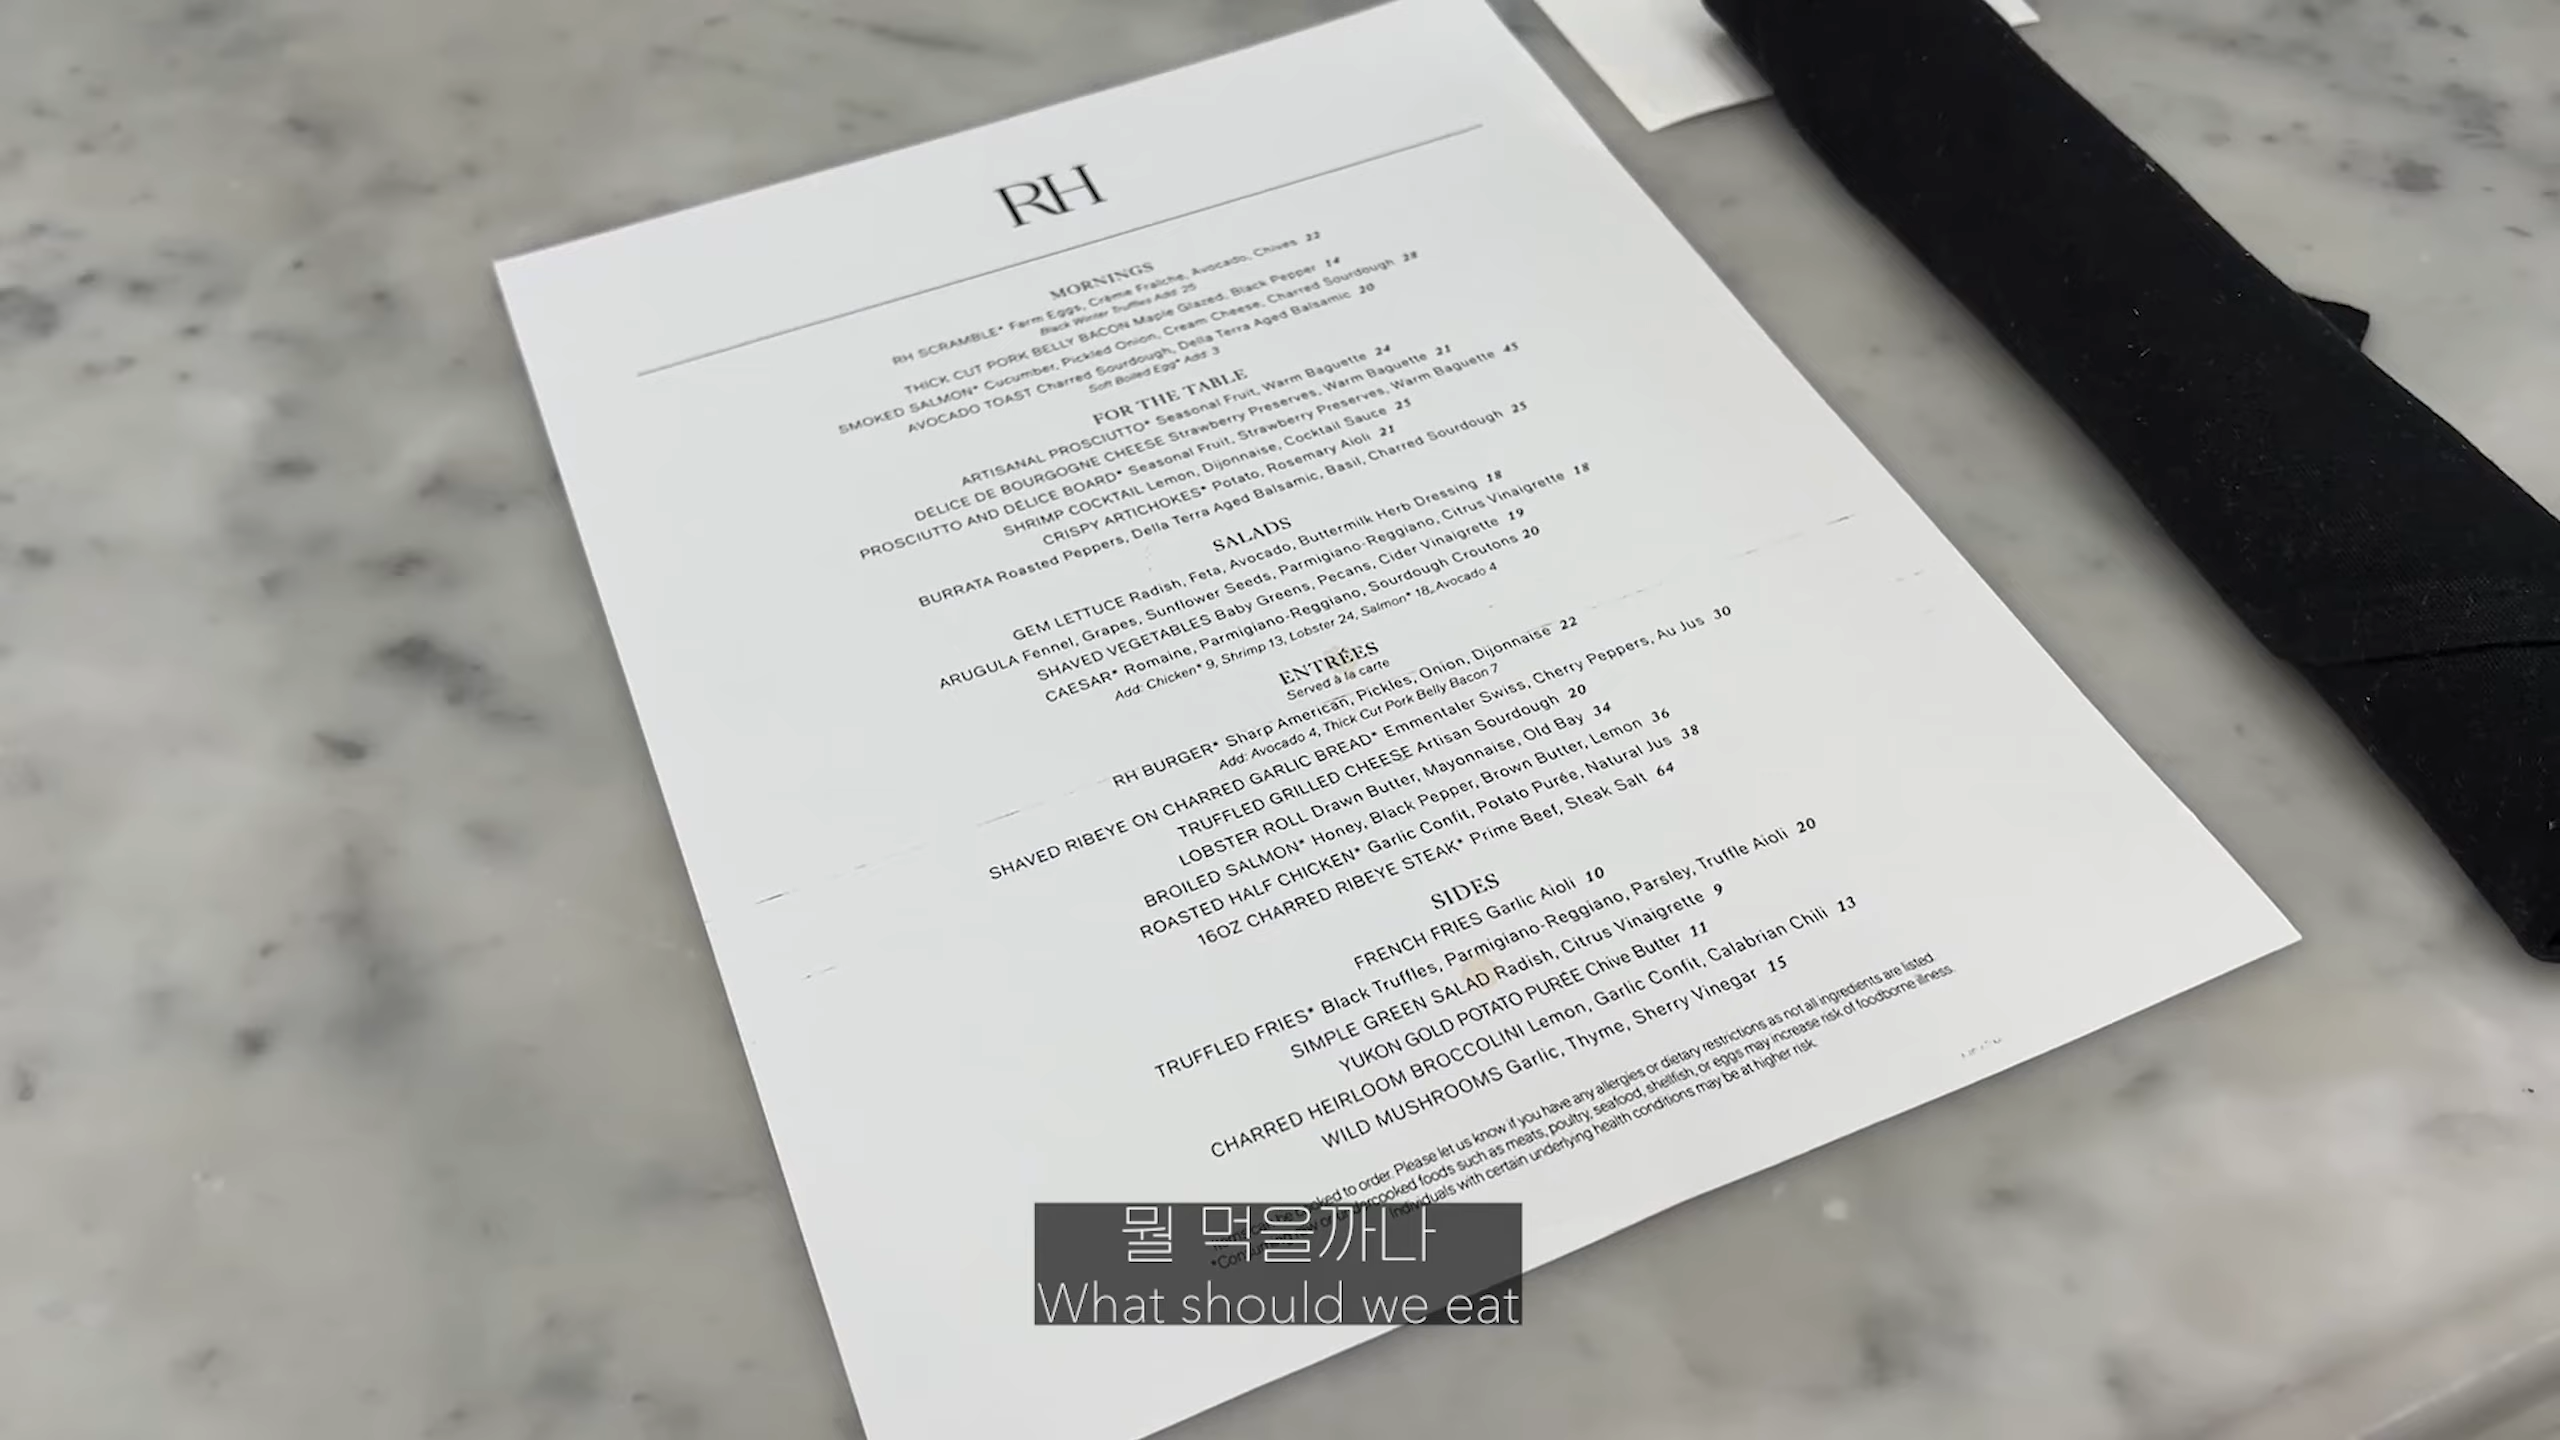 RH
MORNINGS
RH SCRAMBLE* Farm Eggs, Crème Fraîche, Avocado, Chives 22
Black Winter Truffles Add 25
THICK CUT PORK BELLY BACON Maple Glazed, Black Pepper 14
SMOKED SALMON* Cucumber, Pickled Onion, Cream Cheese, Charred Sourdough 28
AVOCADO TOAST Charred Sourdough, Della Terra Aged Balsamic 20
Soft Boiled Egg* Add 3
FOR THE TABLE
ARTISANAL PROSCIUTTO* Seasonal Fruit, Warm Baguette 24
DÉLICE DE BOURGOGNE CHEESE Strawberry Preserves, Warm Baguette 21
PROSCIUTTO AND DÉLICE BOARD* Seasonal Fruit, Strawberry Preserves, Warm Baguette 45
SHRIMP COCKTAIL Lemon, Dijonnaise, Cocktail Sauce 25
CRISPY ARTICHOKES* Potato, Rosemary Aioli 21
BURRATA Roasted Peppers, Della Terra Aged Balsamic, Basil, Charred Sourdough 25
SALADS
GEM LETTUCE Radish, Feta, Avocado, Buttermilk Herb Dressing 18
ARUGULA Fennel, Grapes, Sunflower Seeds, Parmigiano-Reggiano, Citrus Vinaigrette 18
SHAVED VEGETABLES Baby Greens, Pecans, Cider Vinaigrette 19
CAESAR* Romaine, Parmigiano-Reggiano, Sourdough Croutons 20
Add: Chicken* 9, Shrimp 13, Lobster 24, Salmon* 18, Avocado 4
ENTRÉES
Served à la carte
RH BURGER* Sharp American, Pickles, Onion, Dijonnaise 22
Add: Avocado 4, Thick Cut Pork Belly Bacon 7
SHAVED RIBEYE ON CHARRED GARLIC BREAD* Emmentaler Swiss, Cherry Peppers, Au Jus 30
TRUFFLED GRILLED CHEESE Artisan Sourdough 20
LOBSTER ROLL Drawn Butter, Mayonnaise, Old Bay 34
BROILED SALMON* Honey, Black Pepper, Brown Butter, Lemon 36
ROASTED HALF CHICKEN* Garlic Confit, Potato Purée, Natural Jus 38
16OZ CHARRED RIBEYE STEAK* Prime Beef, Steak Salt 64
SIDES
FRENCH FRIES Garlic Aioli 10
TRUFFLED FRIES* Black Truffles, Parmigiano-Reggiano, Parsley, Truffle Aioli 20
SIMPLE GREEN SALAD Radish, Citrus Vinaigrette 9
YUKON GOLD POTATO PURÉE Chive Butter 11
CHARRED HEIRLOOM BROCCOLINI Lemon, Garlic Confit, Calabrian Chili 13
WILD MUSHROOMS Garlic, Thyme, Sherry Vinegar 15
to order. Please let us know if you have any allergies or dietary restrictions as not all ingredients are listed.
foods such as meats, poultry, seafood, shellfish, or eggs may increase risk of foodborne illness.
Individuals with certain underlying health conditions may be at higher risk.
뭘 먹을까나
What should we eat